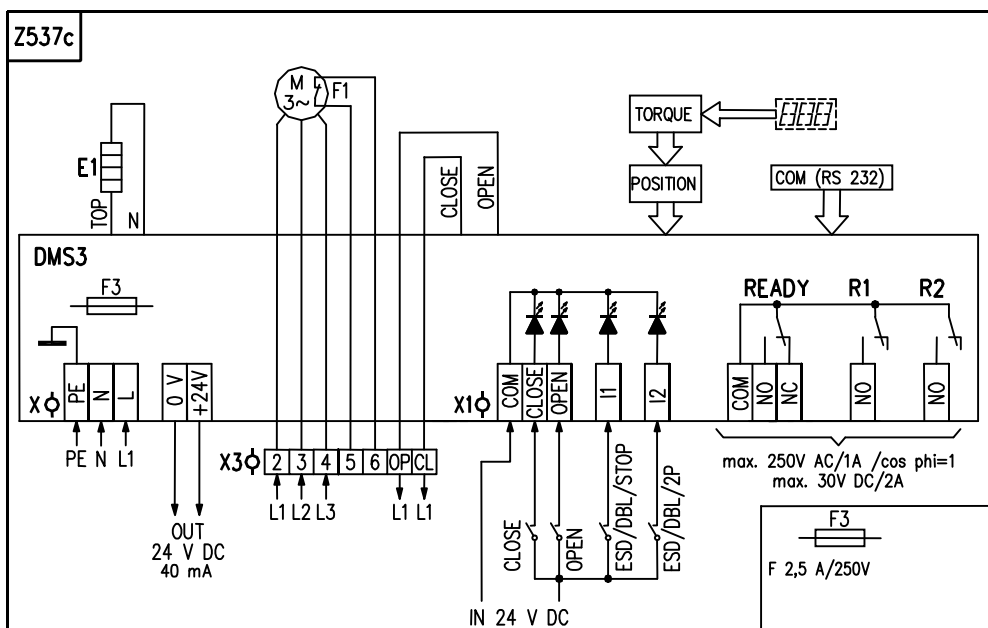 Z537c
M
3~
F1
TORQUE
E1
TOP
N
CLOSE
OPEN
POSITION
COM (RS 232)
DMS3
F3
READY
R1
R2
PE
N
L
0 V
+24V
COM
CLOSE
OPEN
I1
I2
COM
NO
NC
NO
NO
X
X1
PE N L1
X3
2 3 4 5 6 OP CL
L1 L2 L3
L1 L1
OUT
24 V DC
40 mA
CLOSE
OPEN
ESD/DBL/STOP
ESD/DBL/2P
IN 24 V DC
max. 250V AC/1A /cos phi=1
max. 30V DC/2A
F3
F 2,5 A/250V